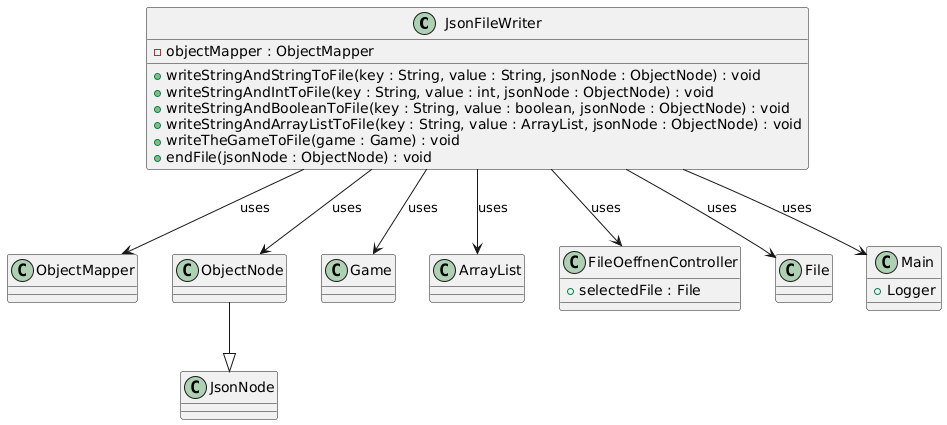 C JsonFileWriter
objectMapper : ObjectMapper
writeStringAndStringToFile(key : String, value : String, jsonNode : ObjectNode) : void
writeStringAndIntToFile(key : String, value : int, jsonNode : ObjectNode) : void
writeStringAndBooleanToFile(key : String, value : boolean, jsonNode : ObjectNode) : void
writeStringAndArrayListToFile(key : String, value : ArrayList, jsonNode : ObjectNode) : void
writeTheGameToFile(game : Game) : void
endFile(jsonNode : ObjectNode) : void
uses uses uses uses uses uses uses
C ObjectMapper
C ObjectNode
C Game
C ArrayList
C FileOeffnenController
selectedFile : File
C File
C Main
Logger
C JsonNode